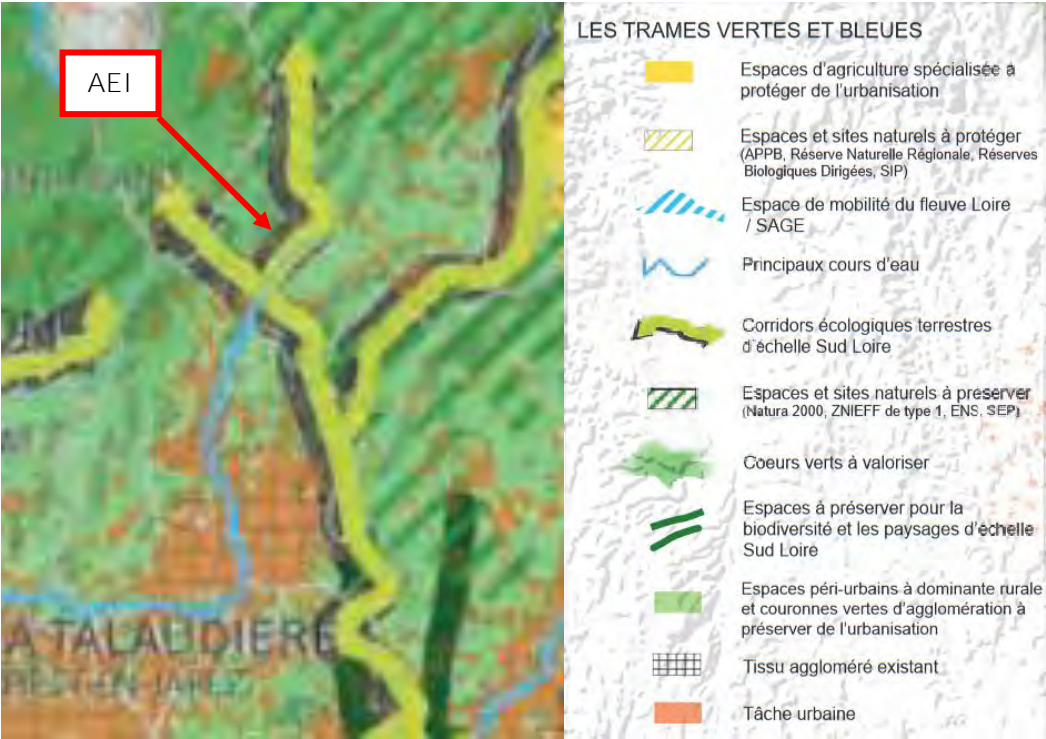 AEI
A TALAUDIERE
LES TRAMES VERTES ET BLEUES
Espaces d'agriculture spécialisée à
protéger de l'urbanisation
Espaces et sites naturels à protéger
(APPB, Réserve Naturelle Régionale, Réserves
Biologiques Dirigées, SIP)
Espace de mobilité du fleuve Loire
/ SAGE
Principaux cours d'eau
Corridors écologiques terrestres
d'échelle Sud Loire
Espaces et sites naturels à préserver
(Natura 2000, ZNIEFF de type 1, ENS, SEP)
Coeurs verts à valoriser
Espaces à préserver pour la
biodiversité et les paysages d'échelle
Sud Loire
Espaces péri-urbains à dominante rurale
et couronnes vertes d'agglomération à
préserver de l'urbanisation
Tissu aggloméré existant
Tâche urbaine